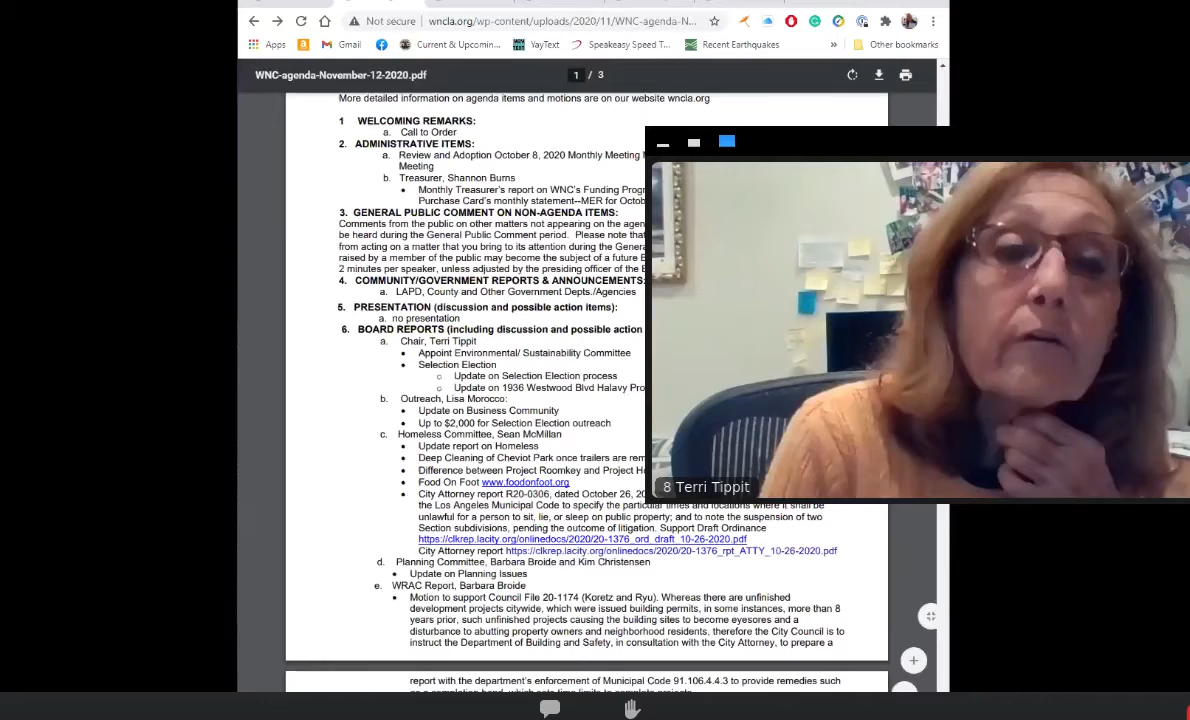 Not secure wncla.org/wp-content/uploads/2020/11/WNC-agenda-N...
Apps Gmail Current & Upcomin... YayText Speakeasy Speed T... Recent Earthquakes » Other bookmarks
WNC-agenda-November-12-2020.pdf 1 / 3
More detailed information on agenda items and motions are on our website wncla.org
1 WELCOMING REMARKS:
a. Call to Order
2. ADMINISTRATIVE ITEMS:
a. Review and Adoption October 8, 2020 Monthly Meeting
Meeting
b. Treasurer, Shannon Burns
• Monthly Treasurer's report on WNC's Funding Progr
Purchase Card's monthly statement--MER for Octob
3. GENERAL PUBLIC COMMENT ON NON-AGENDA ITEMS:
Comments from the public on other matters not appearing on the agen
be heard during the General Public Comment period. Please note that
from acting on a matter that you bring to its attention during the Genera
raised by a member of the public may become the subject of a future B
2 minutes per speaker, unless adjusted by the presiding officer of the B
4. COMMUNITY/GOVERNMENT REPORTS & ANNOUNCEMENTS:
a. LAPD, County and Other Government Depts./Agencies
5. PRESENTATION (discussion and possible action items):
a. no presentation
6. BOARD REPORTS (including discussion and possible action
a. Chair, Terri Tippit
• Appoint Environmental/ Sustainability Committee
• Selection Election
o Update on Selection Election process
o Update on 1936 Westwood Blvd Halavy Pro
b. Outreach, Lisa Morocco:
• Update on Business Community
• Up to $2,000 for Selection Election outreach
c. Homeless Committee, Sean McMillan
• Update report on Homeless
• Deep Cleaning of Cheviot Park once trailers are rem
• Difference between Project Roomkey and Project H
• Food On Foot www.foodonfoot.org
• City Attorney report R20-0306, dated October 26, 20
the Los Angeles Municipal Code to specify the particular times and locations where it shall be
unlawful for a person to sit, lie, or sleep on public property; and to note the suspension of two
Section subdivisions, pending the outcome of litigation. Support Draft Ordinance
https://clkrep.lacity.org/onlinedocs/2020/20-1376_ord_draft_10-26-2020.pdf
City Attorney report https://clkrep.lacity.org/onlinedocs/2020/20-1376_rpt_ATTY_10-26-2020.pdf
d. Planning Committee, Barbara Broide and Kim Christensen
• Update on Planning Issues
e. WRAC Report, Barbara Broide
• Motion to support Council File 20-1174 (Koretz and Ryu). Whereas there are unfinished
development projects citywide, which were issued building permits, in some instances, more than 8
years prior, such unfinished projects causing the building sites to become eyesores and a
disturbance to abutting property owners and neighborhood residents, therefore the City Council is to
instruct the Department of Building and Safety, in consultation with the City Attorney, to prepare a
report with the department's enforcement of Municipal Code 91.106.4.4.3 to provide remedies such
8 Terri Tippit